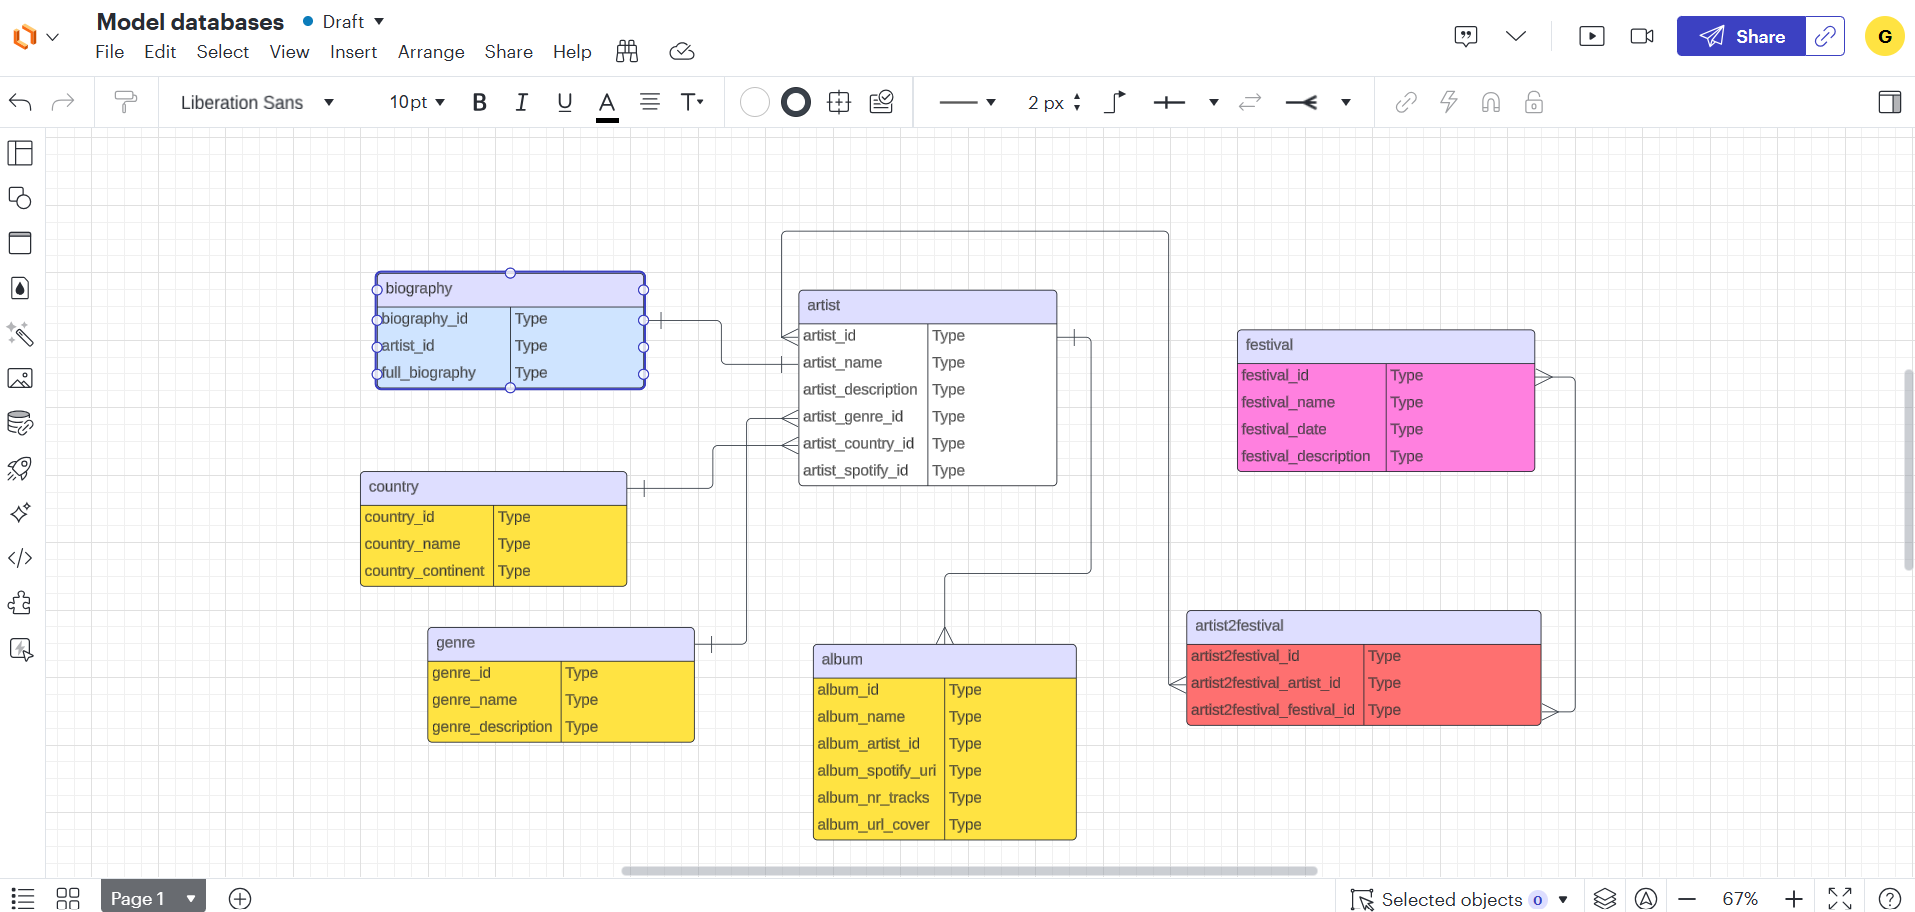 Model databases
Draft
File Edit Select View Insert Arrange Share Help
Share
G
Liberation Sans
10pt
B I U A T
2 px
biography
biography_id Type
artist_id Type
full_biography Type
artist
artist_id Type
artist_name Type
artist_description Type
artist_genre_id Type
artist_country_id Type
artist_spotify_id Type
festival
festival_id Type
festival_name Type
festival_date Type
festival_description Type
country
country_id Type
country_name Type
country_continent Type
genre
genre_id Type
genre_name Type
genre_description Type
album
album_id Type
album_name Type
album_artist_id Type
album_spotify_uri Type
album_nr_tracks Type
album_url_cover Type
artist2festival
artist2festival_id Type
artist2festival_artist_id Type
artist2festival_festival_id Type
Page 1
Selected objects 0
67%